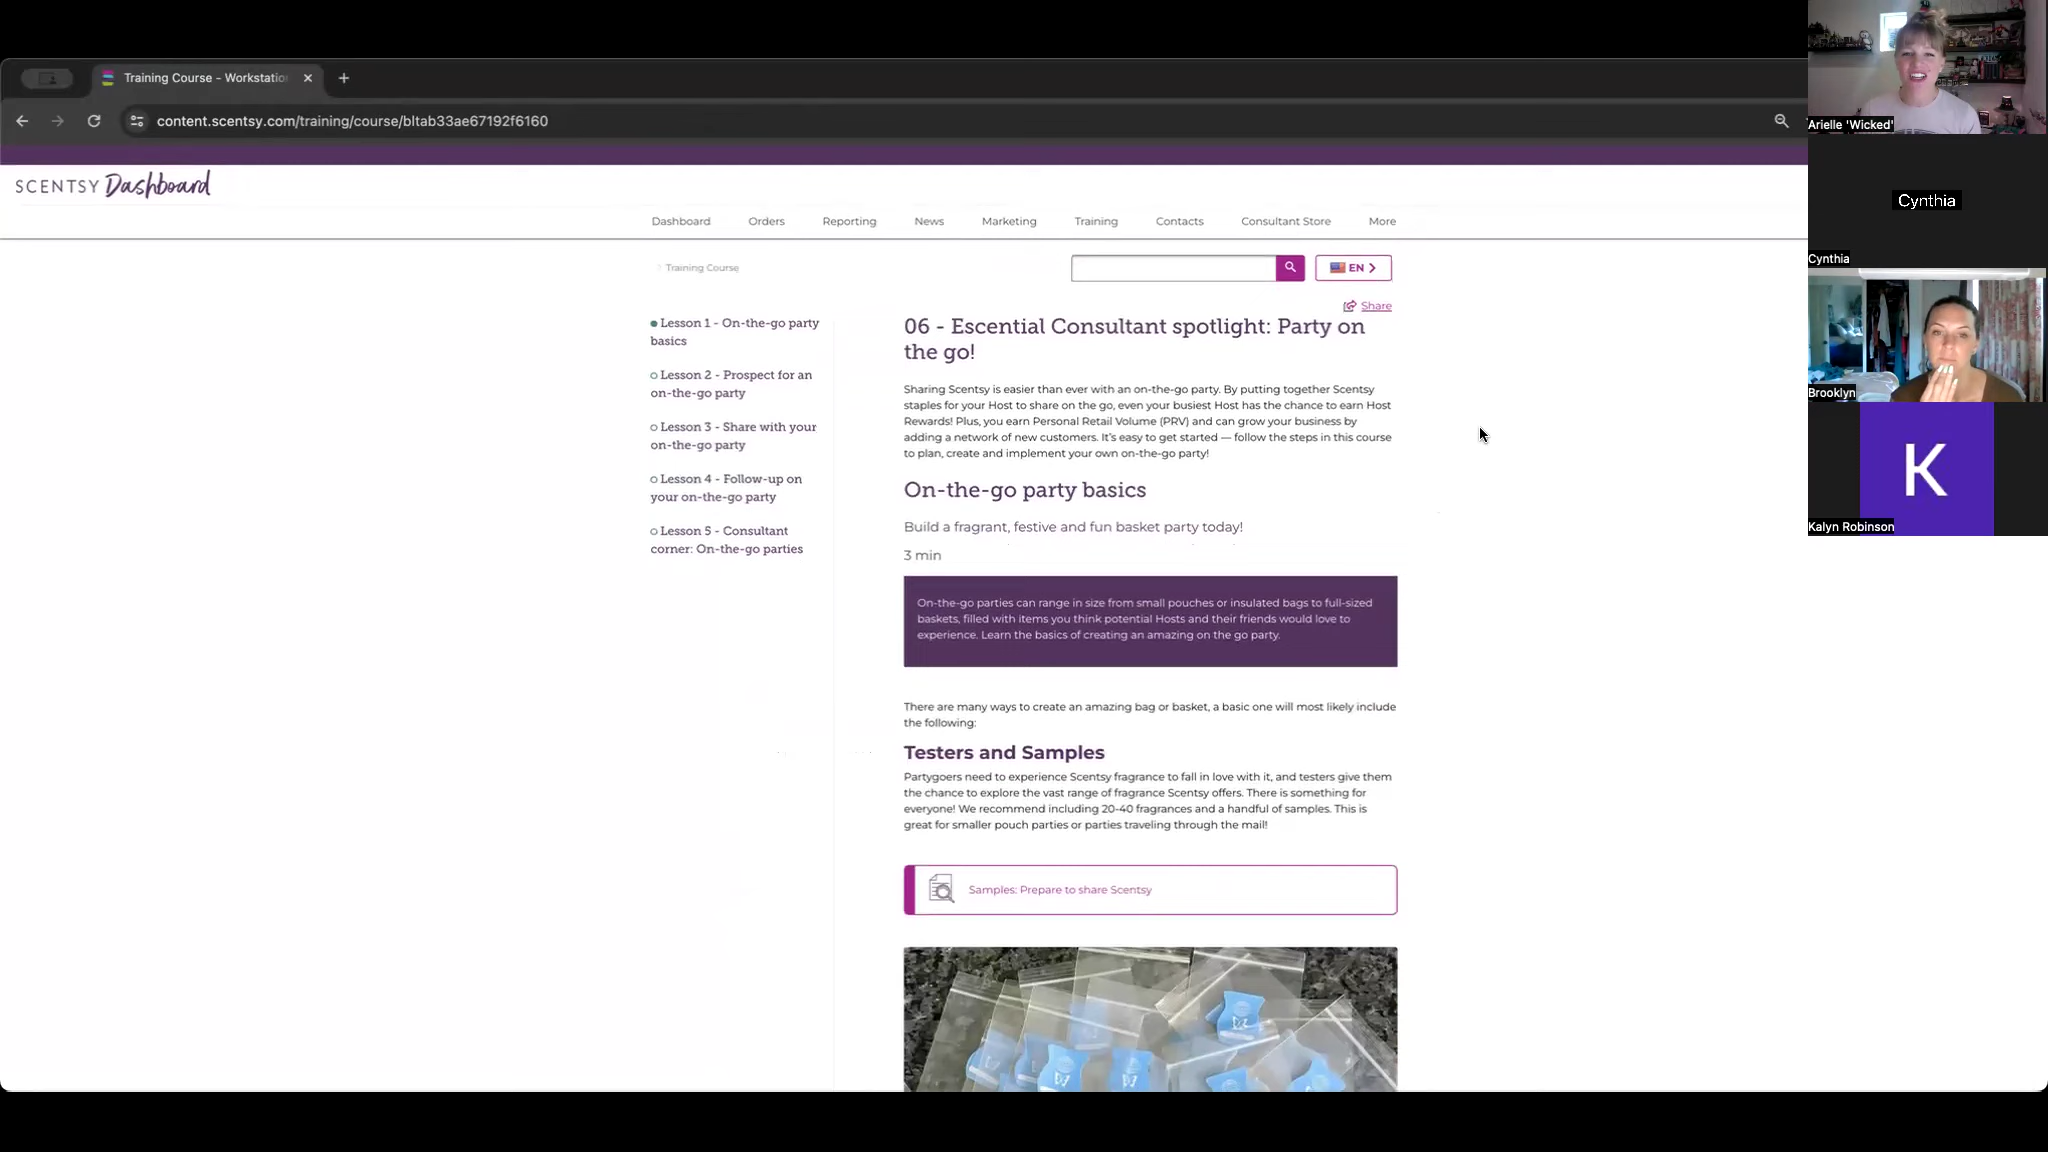 Training Course - Workstatio
content.scentsy.com/training/course/bltab33ae67192f6160
SCENTSY Dashboard
Dashboard Orders Reporting News Marketing Training Contacts Consultant Store More
Training Course
EN
Share
Lesson 1 - On-the-go party
basics
Lesson 2 - Prospect for an
on-the-go party
Lesson 3 - Share with your
on-the-go party
Lesson 4 - Follow-up on
your on-the-go party
Lesson 5 - Consultant
corner: On-the-go parties
06 - Escential Consultant spotlight: Party on
the go!
Sharing Scentsy is easier than ever with an on-the-go party. By putting together Scentsy
staples for your Host to share on the go, even your busiest Host has the chance to earn Host
Rewards! Plus, you earn Personal Retail Volume (PRV) and can grow your business by
adding a network of new customers. It's easy to get started — follow the steps in this course
to plan, create and implement your own on-the-go party!
On-the-go party basics
Build a fragrant, festive and fun basket party today!
3 min
On-the-go parties can range in size from small pouches or insulated bags to full-sized
baskets, filled with items you think potential Hosts and their friends would love to
experience. Learn the basics of creating an amazing on the go party.
There are many ways to create an amazing bag or basket, a basic one will most likely include
the following:
Testers and Samples
Partygoers need to experience Scentsy fragrance to fall in love with it, and testers give them
the chance to explore the vast range of fragrance Scentsy offers. There is something for
everyone! We recommend including 20-40 fragrances and a handful of samples. This is
great for smaller pouch parties or parties traveling through the mail!
Samples: Prepare to share Scentsy
Arielle 'Wicked'
Cynthia
Cynthia
Brooklyn
K
Kalyn Robinson